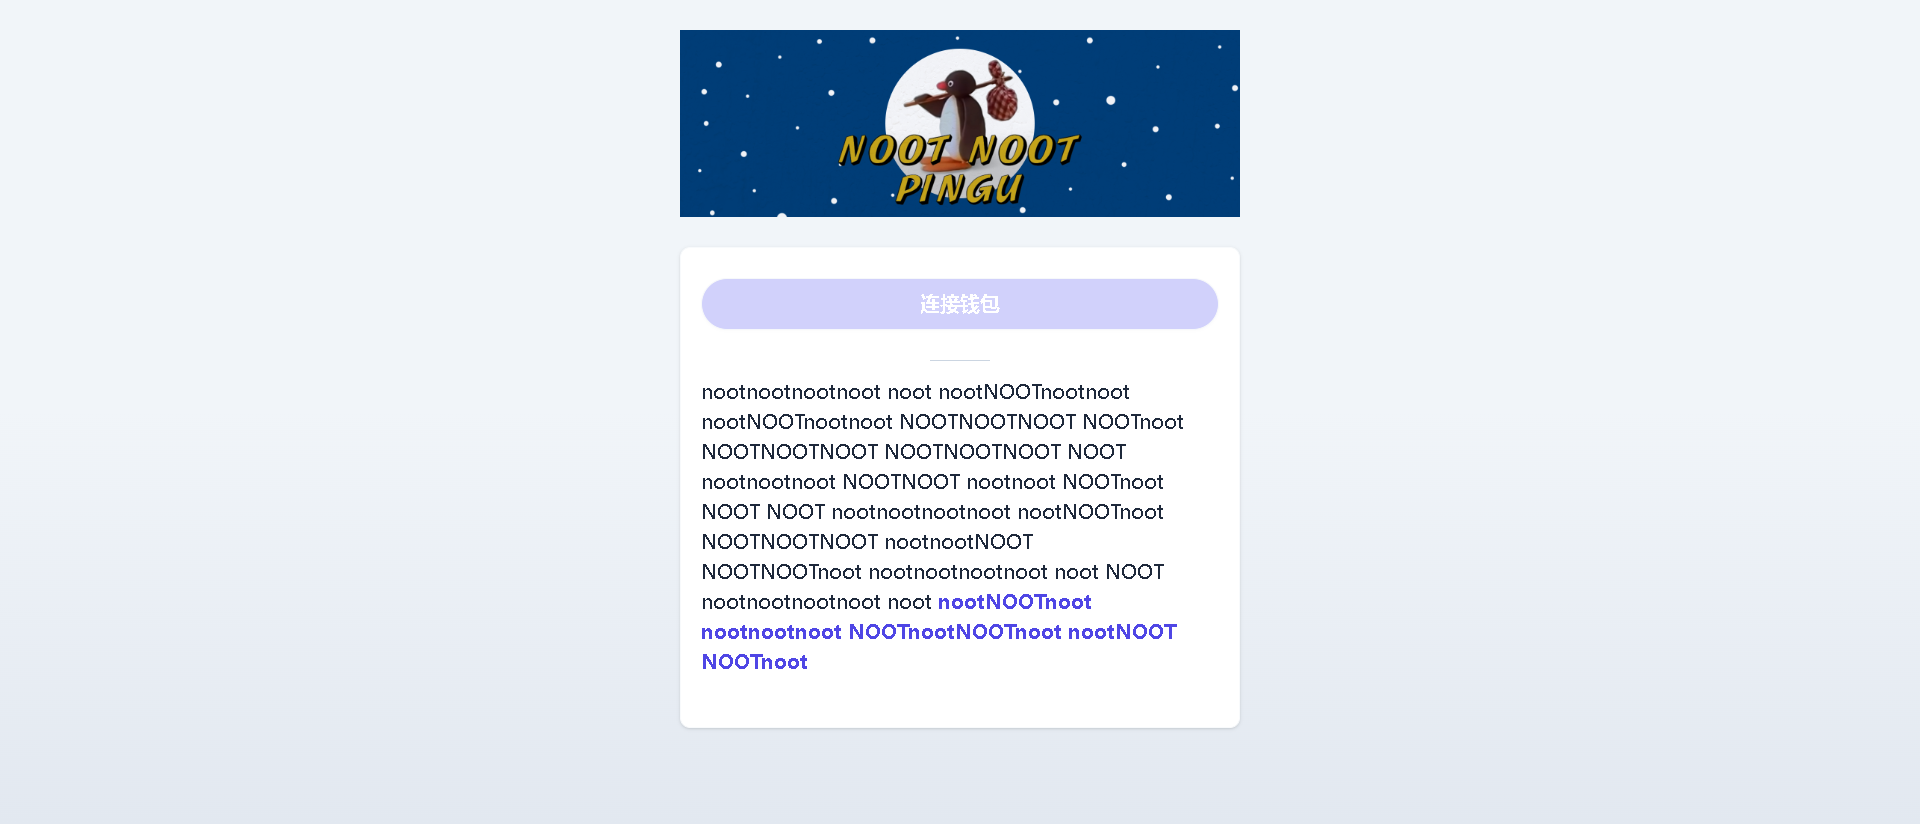 NOOT NOOT
PINGU
连接钱包
nootnootnootnoot noot nootNOOTnootnoot
nootNOOTnootnoot NOOTNOOTNOOT NOOTnoot
NOOTNOOTNOOT NOOTNOOTNOOT NOOT
nootnootnoot NOOTNOOT nootnoot NOOTnoot
NOOT NOOT nootnootnootnoot nootNOOTnoot
NOOTNOOTNOOT nootnootNOOT
NOOTNOOTnoot nootnootnootnoot noot NOOT
nootnootnootnoot noot nootNOOTnoot
nootnootnoot NOOTnootNOOTnoot nootNOOT
NOOTnoot